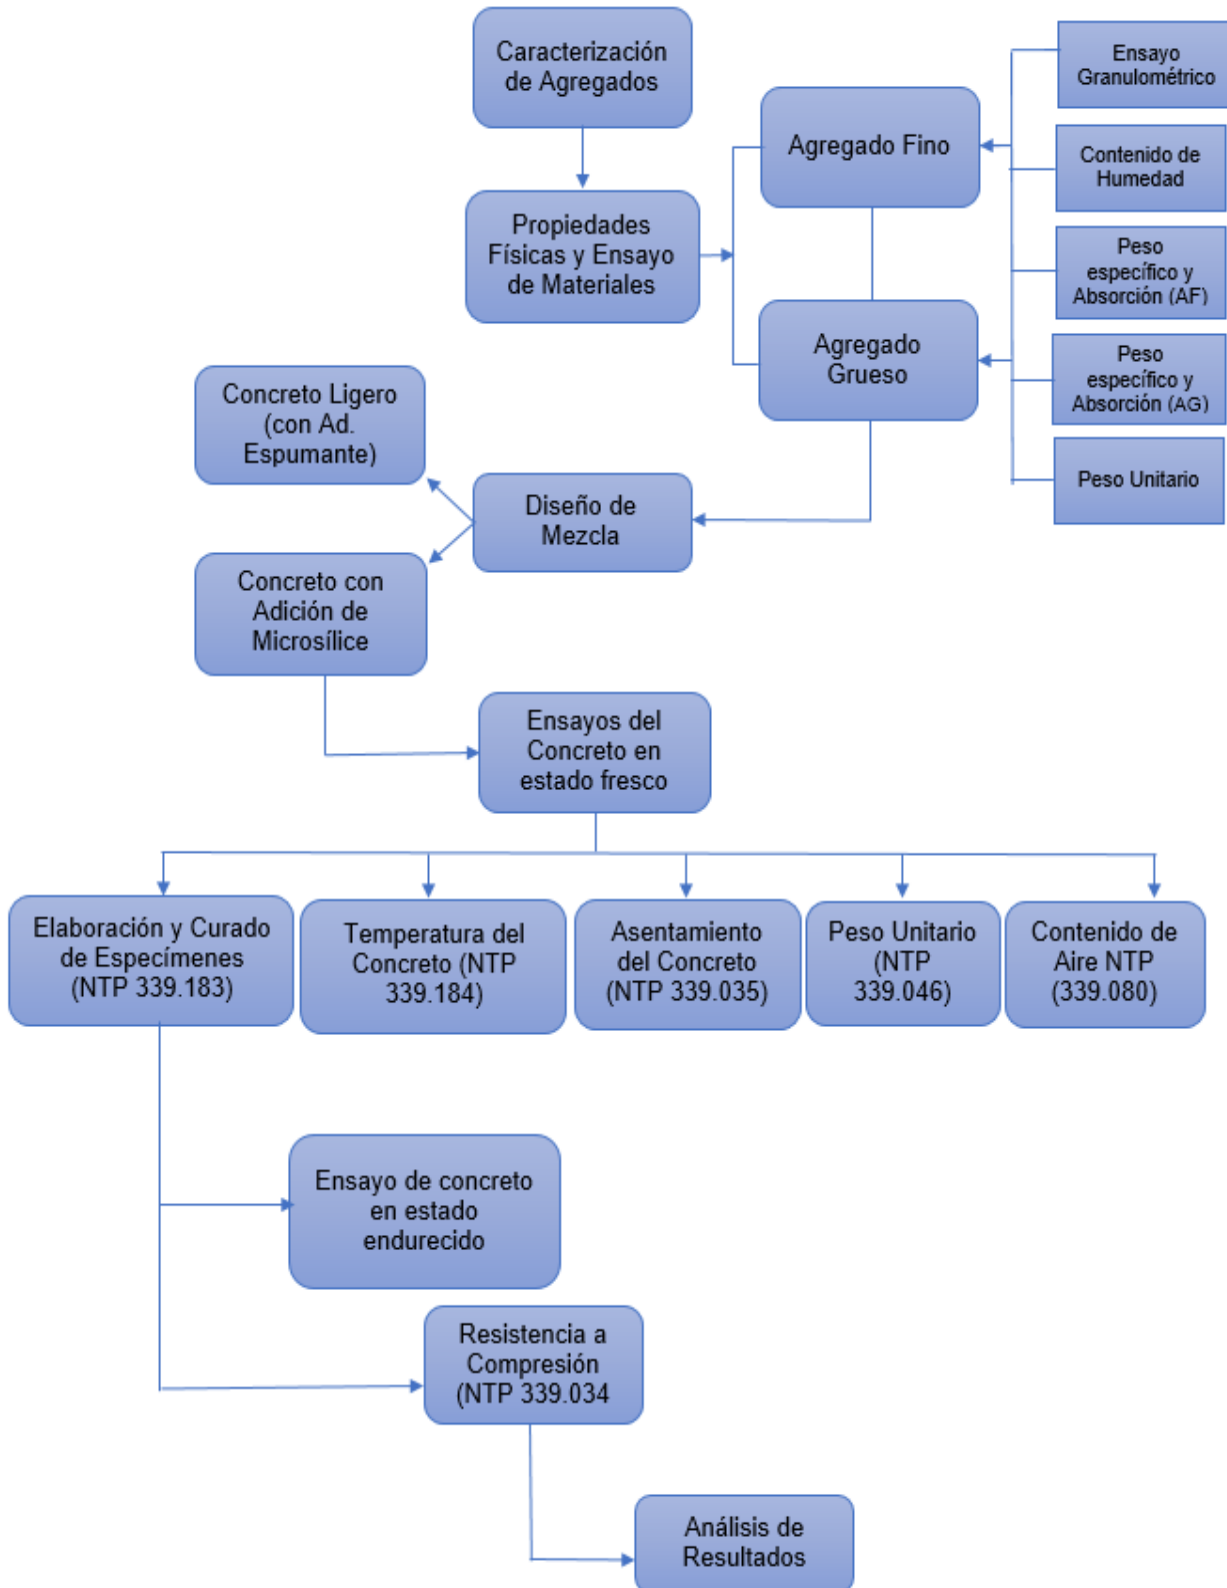 Caracterización
de Agregados
Ensayo
Granulométrico
Agregado Fino
Contenido de
Humedad
Propiedades
Físicas y Ensayo
de Materiales
Peso
específico y
Absorción (AF)
Agregado
Grueso
Peso
específico y
Absorción (AG)
Concreto Ligero
(con Ad.
Espumante)
Peso Unitario
Diseño de
Mezcla
Concreto con
Adición de
Microsílice
Ensayos del
Concreto en
estado fresco
Elaboración y Curado
de Especímenes
(NTP 339.183)
Temperatura del
Concreto (NTP
339.184)
Asentamiento
del Concreto
(NTP 339.035)
Peso Unitario
(NTP
339.046)
Contenido de
Aire NTP
(339.080)
Ensayo de concreto
en estado
endurecido
Resistencia a
Compresión
(NTP 339.034
Análisis de
Resultados